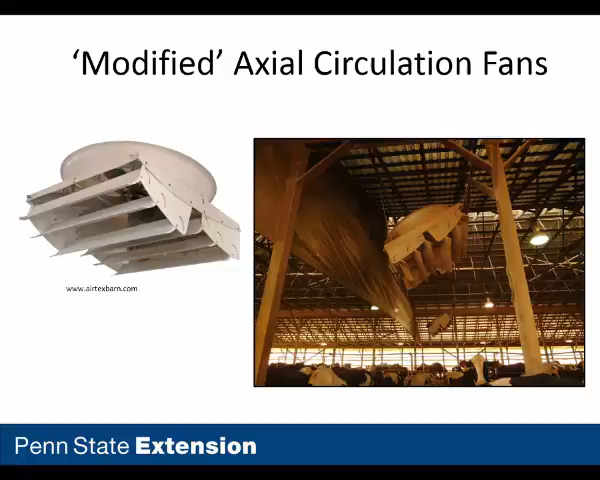 ‘Modified’ Axial Circulation Fans
www.airtexbarn.com
Penn State Extension